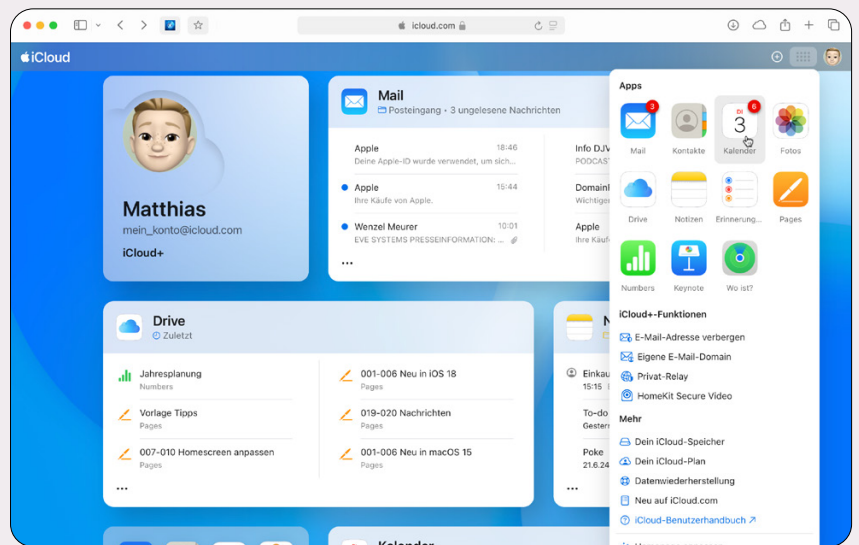 icloud.com
iCloud
Matthias
mein_konto@icloud.com
iCloud+
Mail
Posteingang • 3 ungelesene Nachrichten
Apple 18:46
Deine Apple-ID wurde verwendet, um sich...
Apple 15:44
Ihre Käufe von Apple.
Wenzel Meurer 10:01
EVE SYSTEMS PRESSEINFORMATION: ...
Info DJV
PODCAS
Domain
Wichtige
Apple
Ihre Käuf
Drive
Zuletzt
Jahresplanung
Numbers
Vorlage Tipps
Pages
007-010 Homescreen anpassen
Pages
001-006 Neu in iOS 18
Pages
019-020 Nachrichten
Pages
001-006 Neu in macOS 15
Pages
N
Einkau
15:15
To-do
Gester
Poke
21.6.24
Kalender
Apps
3
DI
3
6
Mail
Kontakte
Kalender
Fotos
Drive
Notizen
Erinnerung...
Pages
Numbers
Keynote
Wo ist?
iCloud+-Funktionen
E-Mail-Adresse verbergen
Eigene E-Mail-Domain
Privat-Relay
HomeKit Secure Video
Mehr
Dein iCloud-Speicher
Dein iCloud-Plan
Datenwiederherstellung
Neu auf iCloud.com
iCloud-Benutzerhandbuch ↗